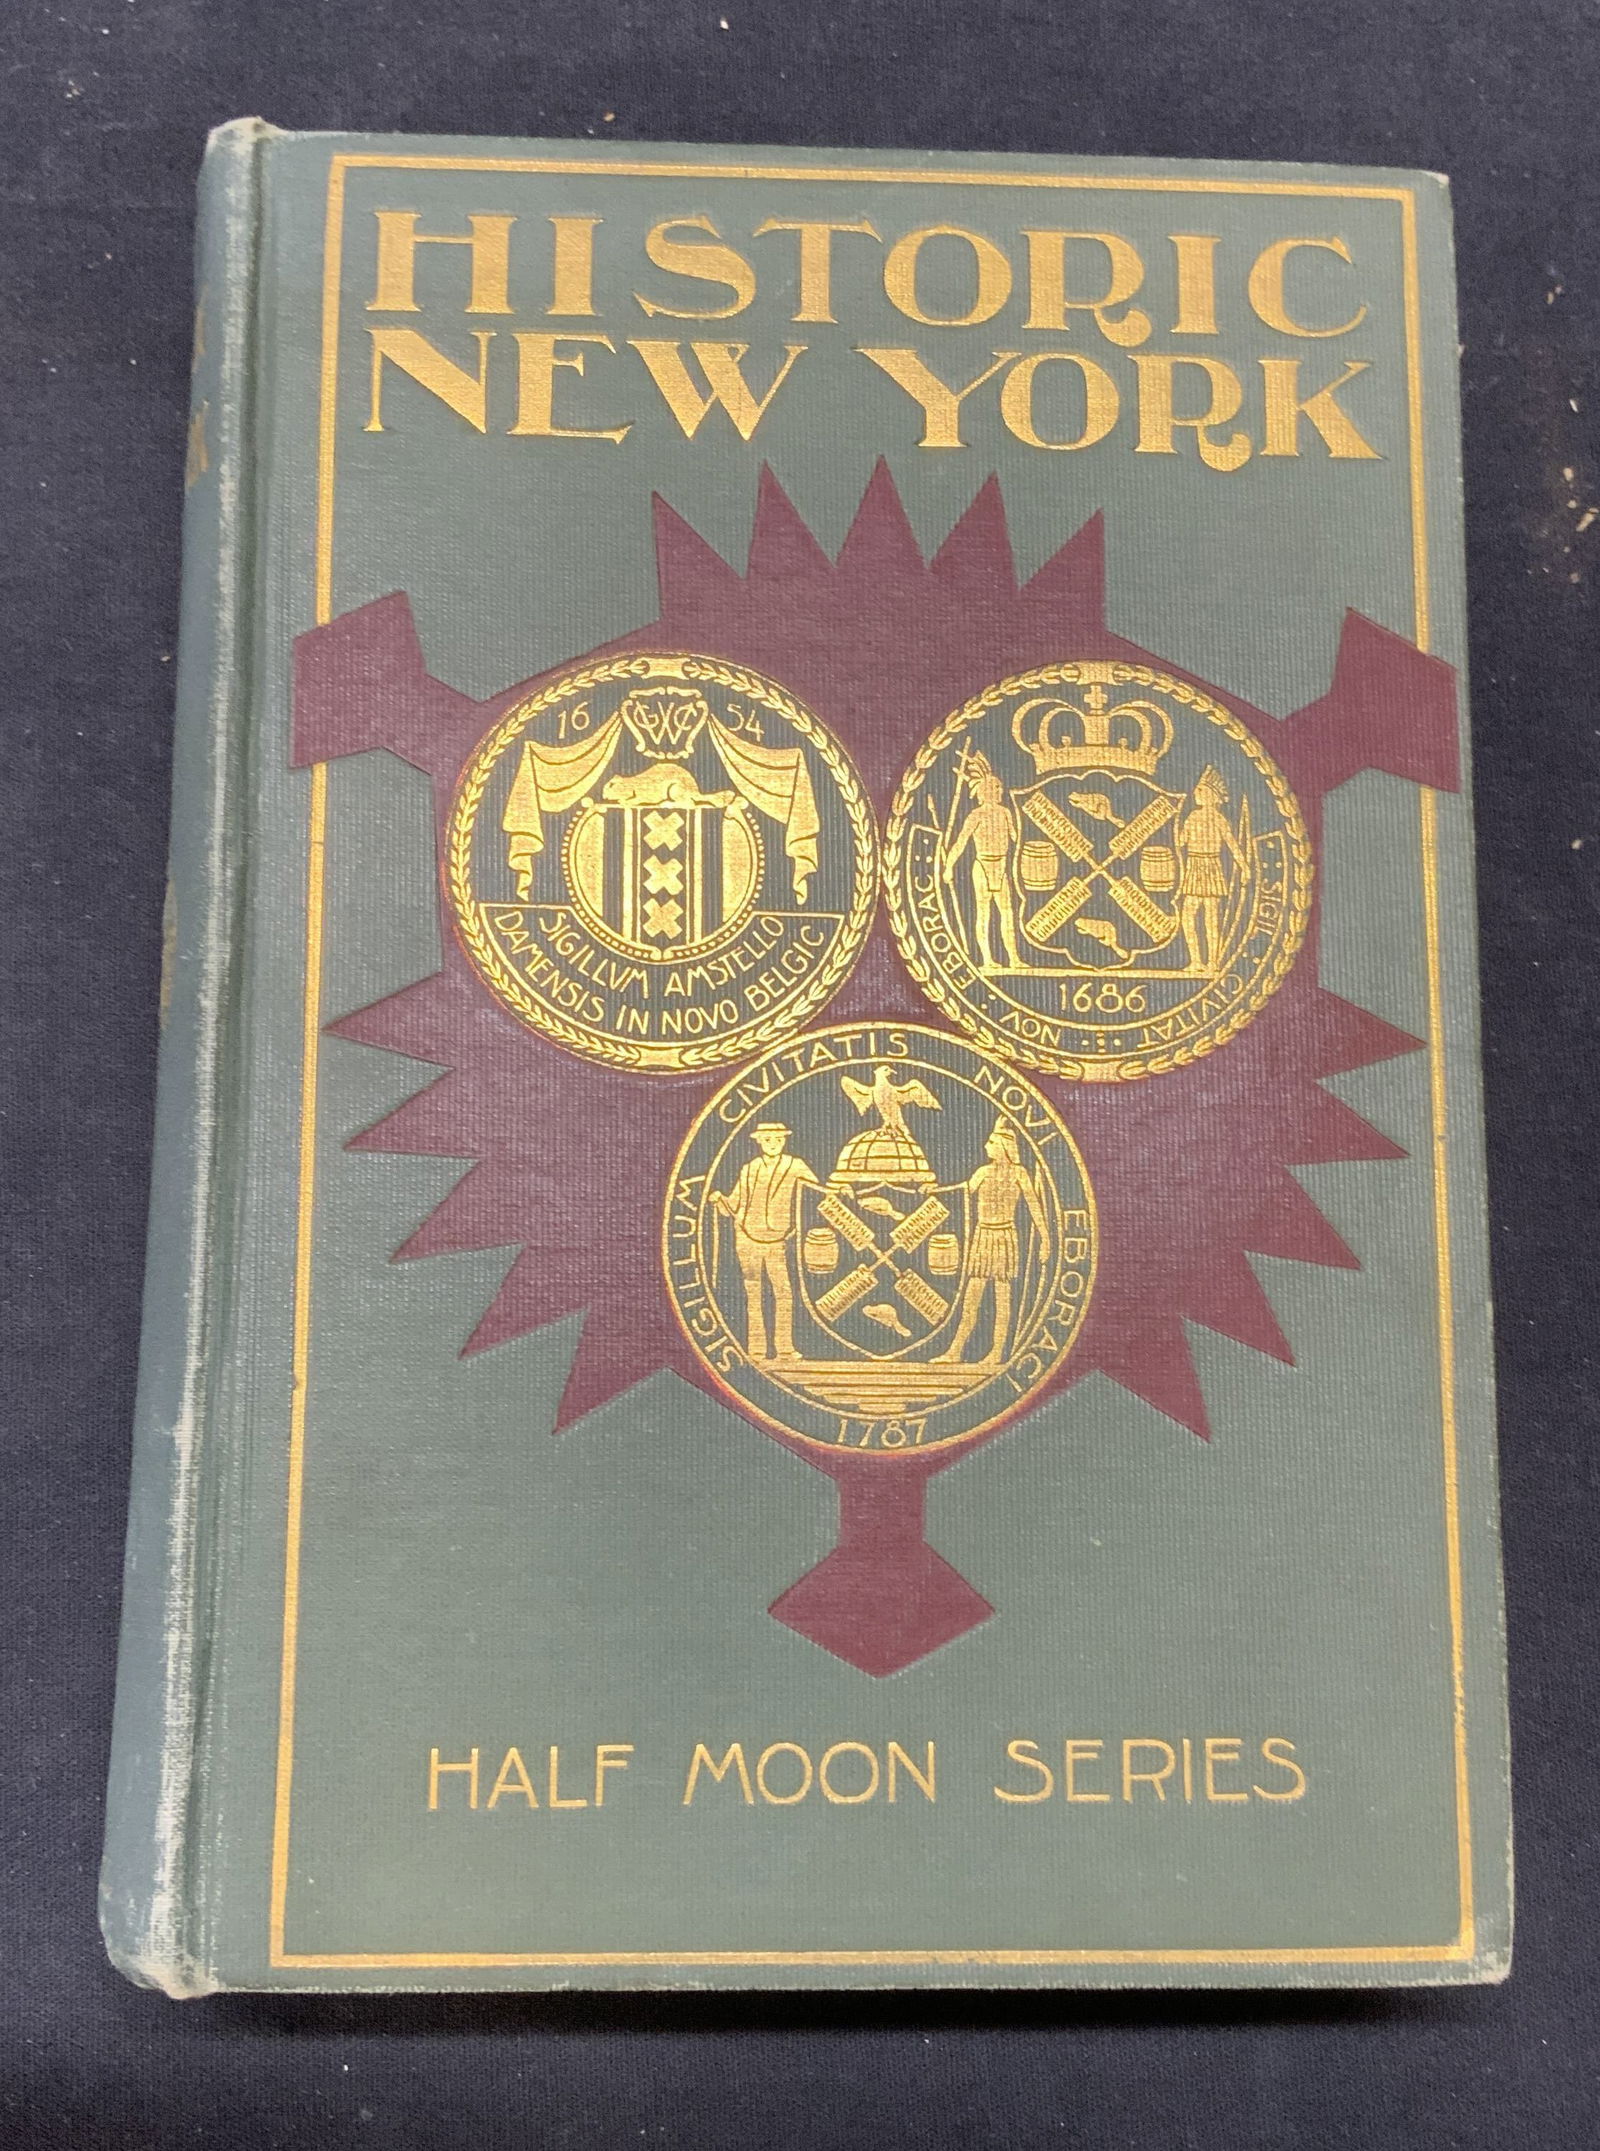 HISTORIC
NEW YORK
16 GWC 54
SIGILLVM AMSTELLO
DAMENSIS IN NOVO BELGIC
1686
SIGIL : CIVITAT : NOV : EBORAC :
SIGILLUM CIVITATIS NOVI EBORACI
1787
HALF MOON SERIES